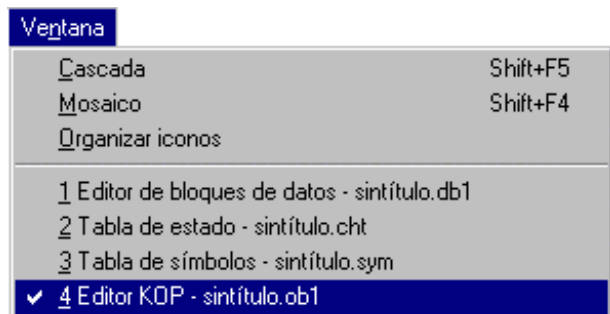 Ventana
Cascada Shift+F5
Mosaico Shift+F4
Organizar iconos
1 Editor de bloques de datos - sintítulo.db1
2 Tabla de estado - sintítulo.cht
3 Tabla de símbolos - sintítulo.sym
✓ 4 Editor KOP - sintítulo.ob1